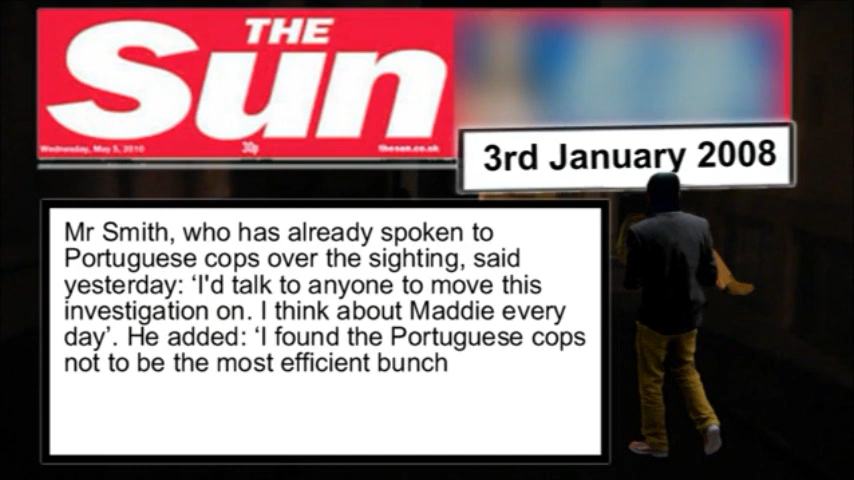 THE
Sun
Wednesday, May 5, 2010 30p thesun.co.uk
3rd January 2008
Mr Smith, who has already spoken to
Portuguese cops over the sighting, said
yesterday: ‘I'd talk to anyone to move this
investigation on. I think about Maddie every
day’. He added: ‘I found the Portuguese cops
not to be the most efficient bunch